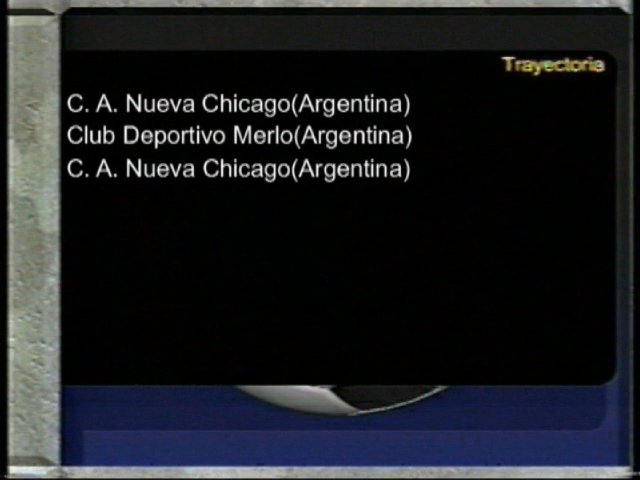 Trayectoria
C. A. Nueva Chicago(Argentina)
Club Deportivo Merlo(Argentina)
C. A. Nueva Chicago(Argentina)